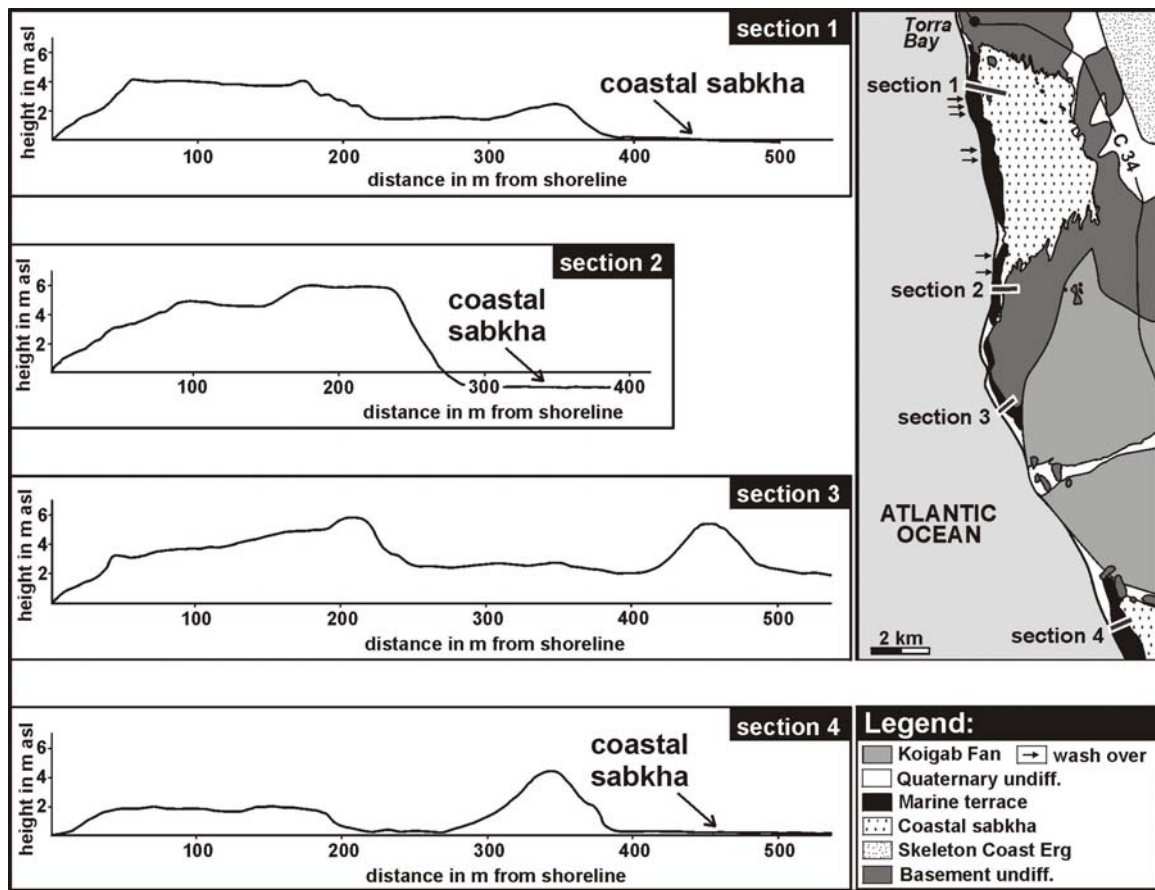 section 1
height in m asl
6
4
2
coastal sabkha
100 200 300 400 500
distance in m from shoreline
section 2
height in m asl
6
4
2
coastal
sabkha
100 200 300 400
distance in m from shoreline
section 3
height in m asl
6
4
2
100 200 300 400 500
distance in m from shoreline
section 4
height in m asl
6
4
2
coastal
sabkha
100 200 300 400 500
distance in m from shoreline
Torra
Bay
section 1
C 34
section 2
section 3
ATLANTIC
OCEAN
section 4
2 km
Legend:
Koigab Fan wash over
Quaternary undiff.
Marine terrace
Coastal sabkha
Skeleton Coast Erg
Basement undiff.